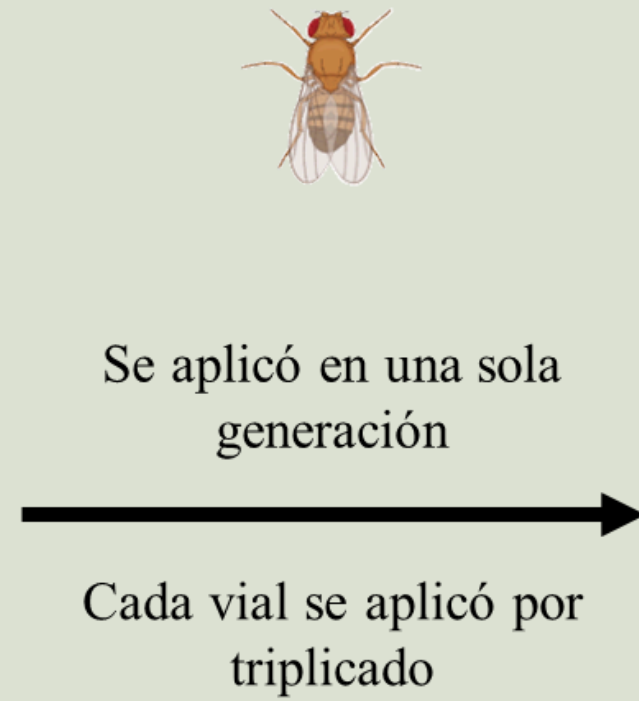 Se aplicó en una sola
generación
Cada vial se aplicó por
triplicado